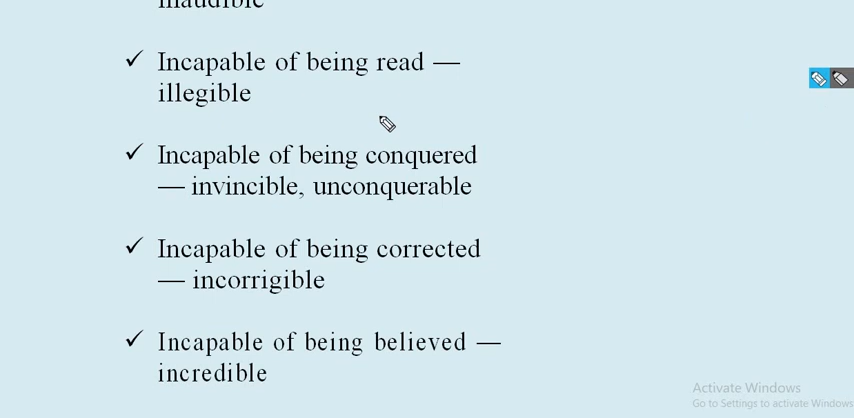 inaudible
✓ Incapable of being read —
illegible
✓ Incapable of being conquered
— invincible, unconquerable
✓ Incapable of being corrected
— incorrigible
✓ Incapable of being believed —
incredible
Activate Windows
Go to Settings to activate Windows